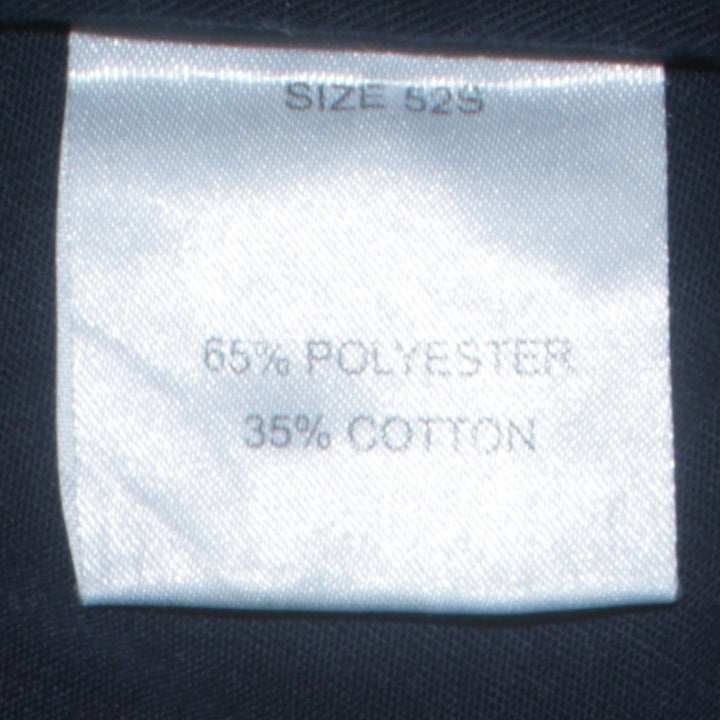 SIZE 52S
65% POLYESTER
35% COTTON